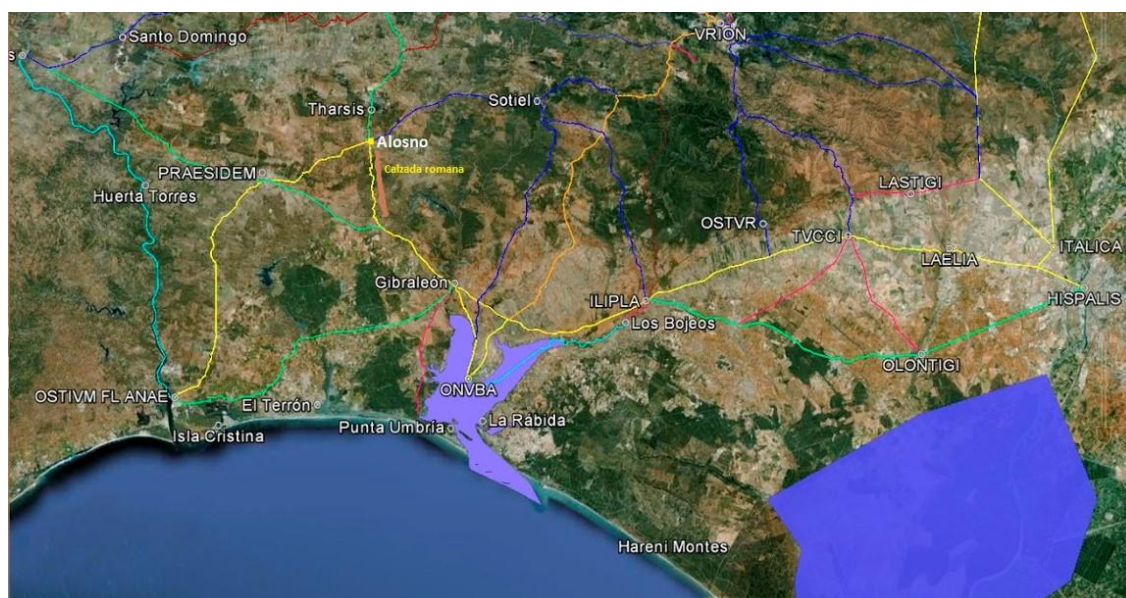 VRION
Santo Domingo
s
Tharsis
Sotiel
Alosno
Calzada romana
PRAESIDEM
Huerta Torres
LASTIGI
OSTVR
TVCCI
ITALICA
LAELIA
Gibraleón
HISPALIS
ILIPLA
Los Bojeos
OLONTIGI
ONVBA
OSTIVM FL ANAE
El Terrón
La Rábida
Punta Umbría
Isla Cristina
Hareni Montes